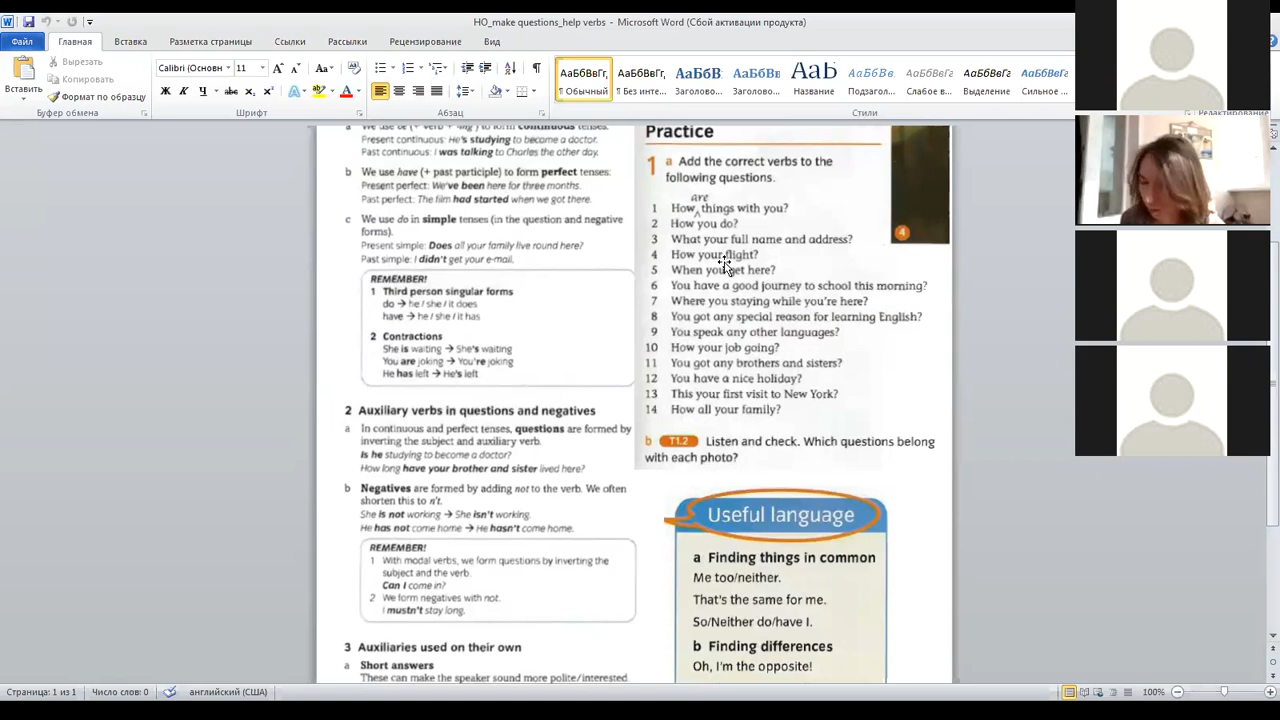 HO_make questions_help verbs - Microsoft Word (Сбой активации продукта)
Файл
Главная
Вставка
Разметка страницы
Ссылки
Рассылки
Рецензирование
Вид
Вставить
Вырезать
Копировать
Формат по образцу
Буфер обмена
Calibri (Основн
11
Шрифт
Абзац
АаБбВвГг,
¶ Обычный
АаБбВвГг,
¶ Без инте...
АаБбВ
Заголово...
АаБбВв
Заголово...
АаБ
Название
АаБбВв
Подзагол...
АаБбВвГг
Слабое в...
АаБбВвГг
Выделение
АаБбВвГг
Сильное ...
Стили
Редактирование
a We use be (+ verb + -ing) to form continuous tenses.
Present continuous: He's studying to become a doctor.
Past continuous: I was talking to Charles the other day.
b We use have (+ past participle) to form perfect tenses:
Present perfect: We've been here for three months.
Past perfect: The film had started when we got there.
c We use do in simple tenses (in the question and negative
forms).
Present simple: Does all your family live round here?
Past simple: I didn't get your e-mail.
REMEMBER!
1 Third person singular forms
do → he / she / it does
have → he / she / it has
2 Contractions
She is waiting → She's waiting
You are joking → You're joking
He has left → He's left
2 Auxiliary verbs in questions and negatives
a In continuous and perfect tenses, questions are formed by
inverting the subject and auxiliary verb.
Is he studying to become a doctor?
How long have your brother and sister lived here?
b Negatives are formed by adding not to the verb. We often
shorten this to n't.
She is not working → She isn't working.
He has not come home → He hasn't come home.
REMEMBER!
1 With modal verbs, we form questions by inverting the
subject and the verb.
Can I come in?
2 We form negatives with not.
I mustn't stay long.
3 Auxiliaries used on their own
a Short answers
These can make the speaker sound more polite/interested.
Practice
1 a Add the correct verbs to the
following questions.
are
1 How ^ things with you?
2 How you do?
3 What your full name and address?
4 How your flight?
5 When you get here?
6 You have a good journey to school this morning?
7 Where you staying while you're here?
8 You got any special reason for learning English?
9 You speak any other languages?
10 How your job going?
11 You got any brothers and sisters?
12 You have a nice holiday?
13 This your first visit to New York?
14 How all your family?
4
b T1.2 Listen and check. Which questions belong
with each photo?
Useful language
a Finding things in common
Me too/neither.
That's the same for me.
So/Neither do/have I.
b Finding differences
Oh, I'm the opposite!
Страница: 1 из 1
Число слов: 0
английский (США)
100%